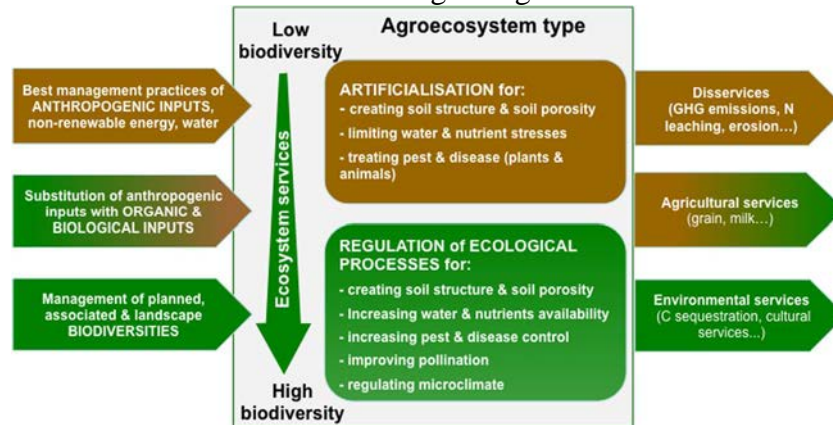 Low
biodiversity
Agroecosystem type
Best management practices of
ANTHROPOGENIC INPUTS,
non-renewable energy, water
Substitution of anthropogenic
inputs with ORGANIC &
BIOLOGICAL INPUTS
Management of planned,
associated & landscape
BIODIVERSITIES
Ecosystem services
High
biodiversity
ARTIFICIALISATION for:
- creating soil structure & soil porosity
- limiting water & nutrient stresses
- treating pest & disease (plants &
animals)
REGULATION of ECOLOGICAL
PROCESSES for:
- creating soil structure & soil porosity
- Increasing water & nutrients availability
- increasing pest & disease control
- improving pollination
- regulating microclimate
Disservices
(GHG emissions, N
leaching, erosion...)
Agricultural services
(grain, milk...)
Environmental services
(C sequestration, cultural
services...)